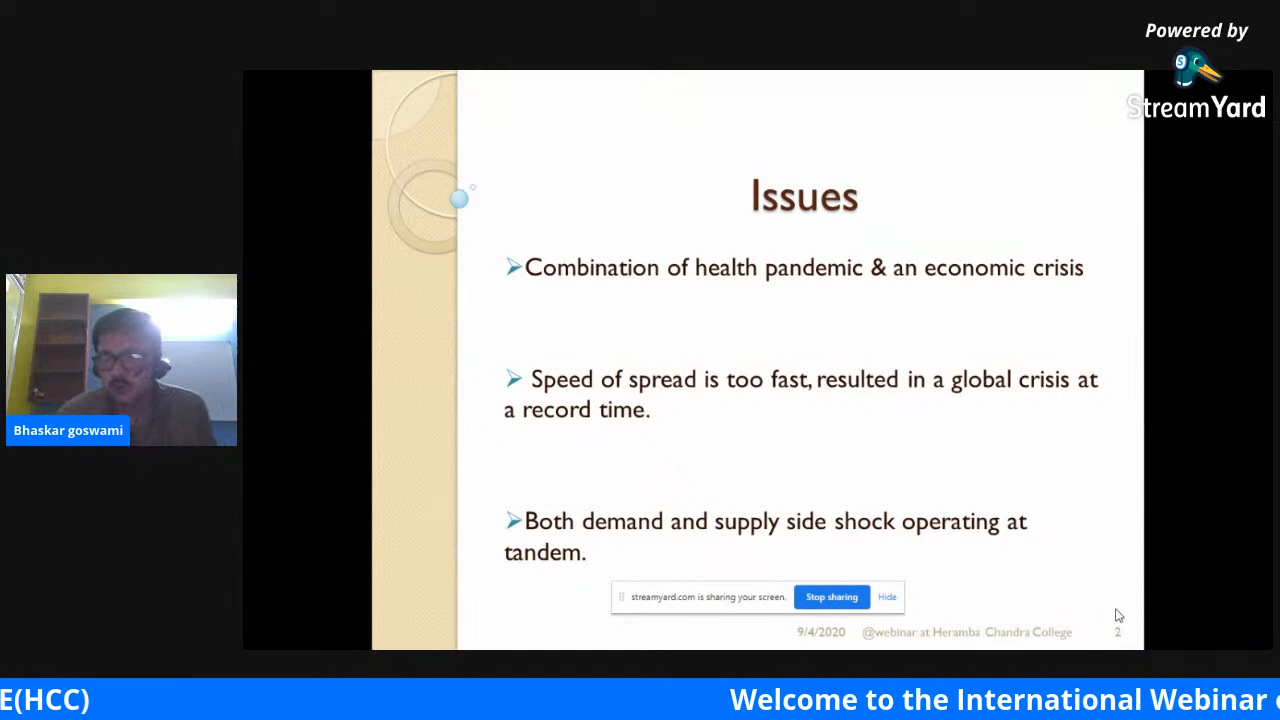 Powered by
StreamYard
Issues
➢Combination of health pandemic & an economic crisis
➢ Speed of spread is too fast, resulted in a global crisis at
a record time.
➢Both demand and supply side shock operating at
tandem.
streamyard.com is sharing your screen. Stop sharing Hide
9/4/2020 @webinar at Heramba Chandra College 2
Bhaskar goswami
E(HCC) Welcome to the International Webinar